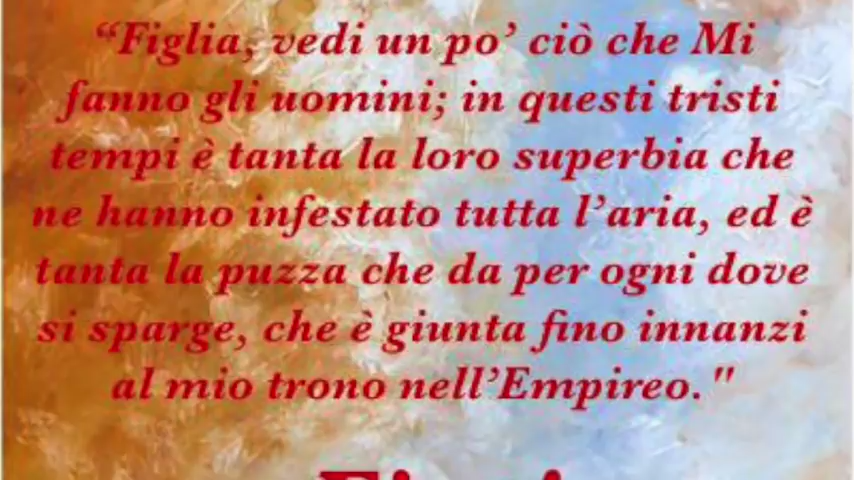 “Figlia, vedi un po’ ciò che Mi
fanno gli uomini; in questi tristi
tempi è tanta la loro superbia che
ne hanno infestato tutta l’aria, ed è
tanta la puzza che da per ogni dove
si sparge, che è giunta fino innanzi
al mio trono nell’Empireo."